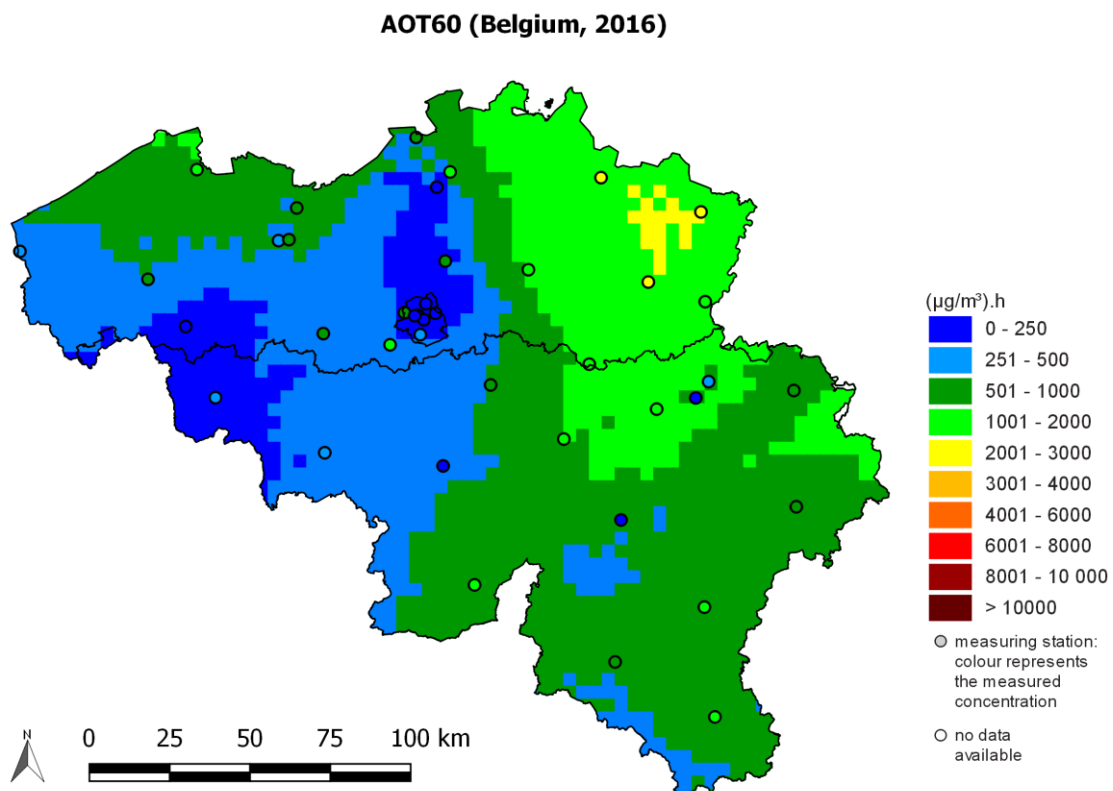 AOT60 (Belgium, 2016)
(µg/m³).h
0 - 250
251 - 500
501 - 1000
1001 - 2000
2001 - 3000
3001 - 4000
4001 - 6000
6001 - 8000
8001 - 10 000
> 10000
measuring station:
colour represents
the measured
concentration
no data
available
N
0 25 50 75 100 km